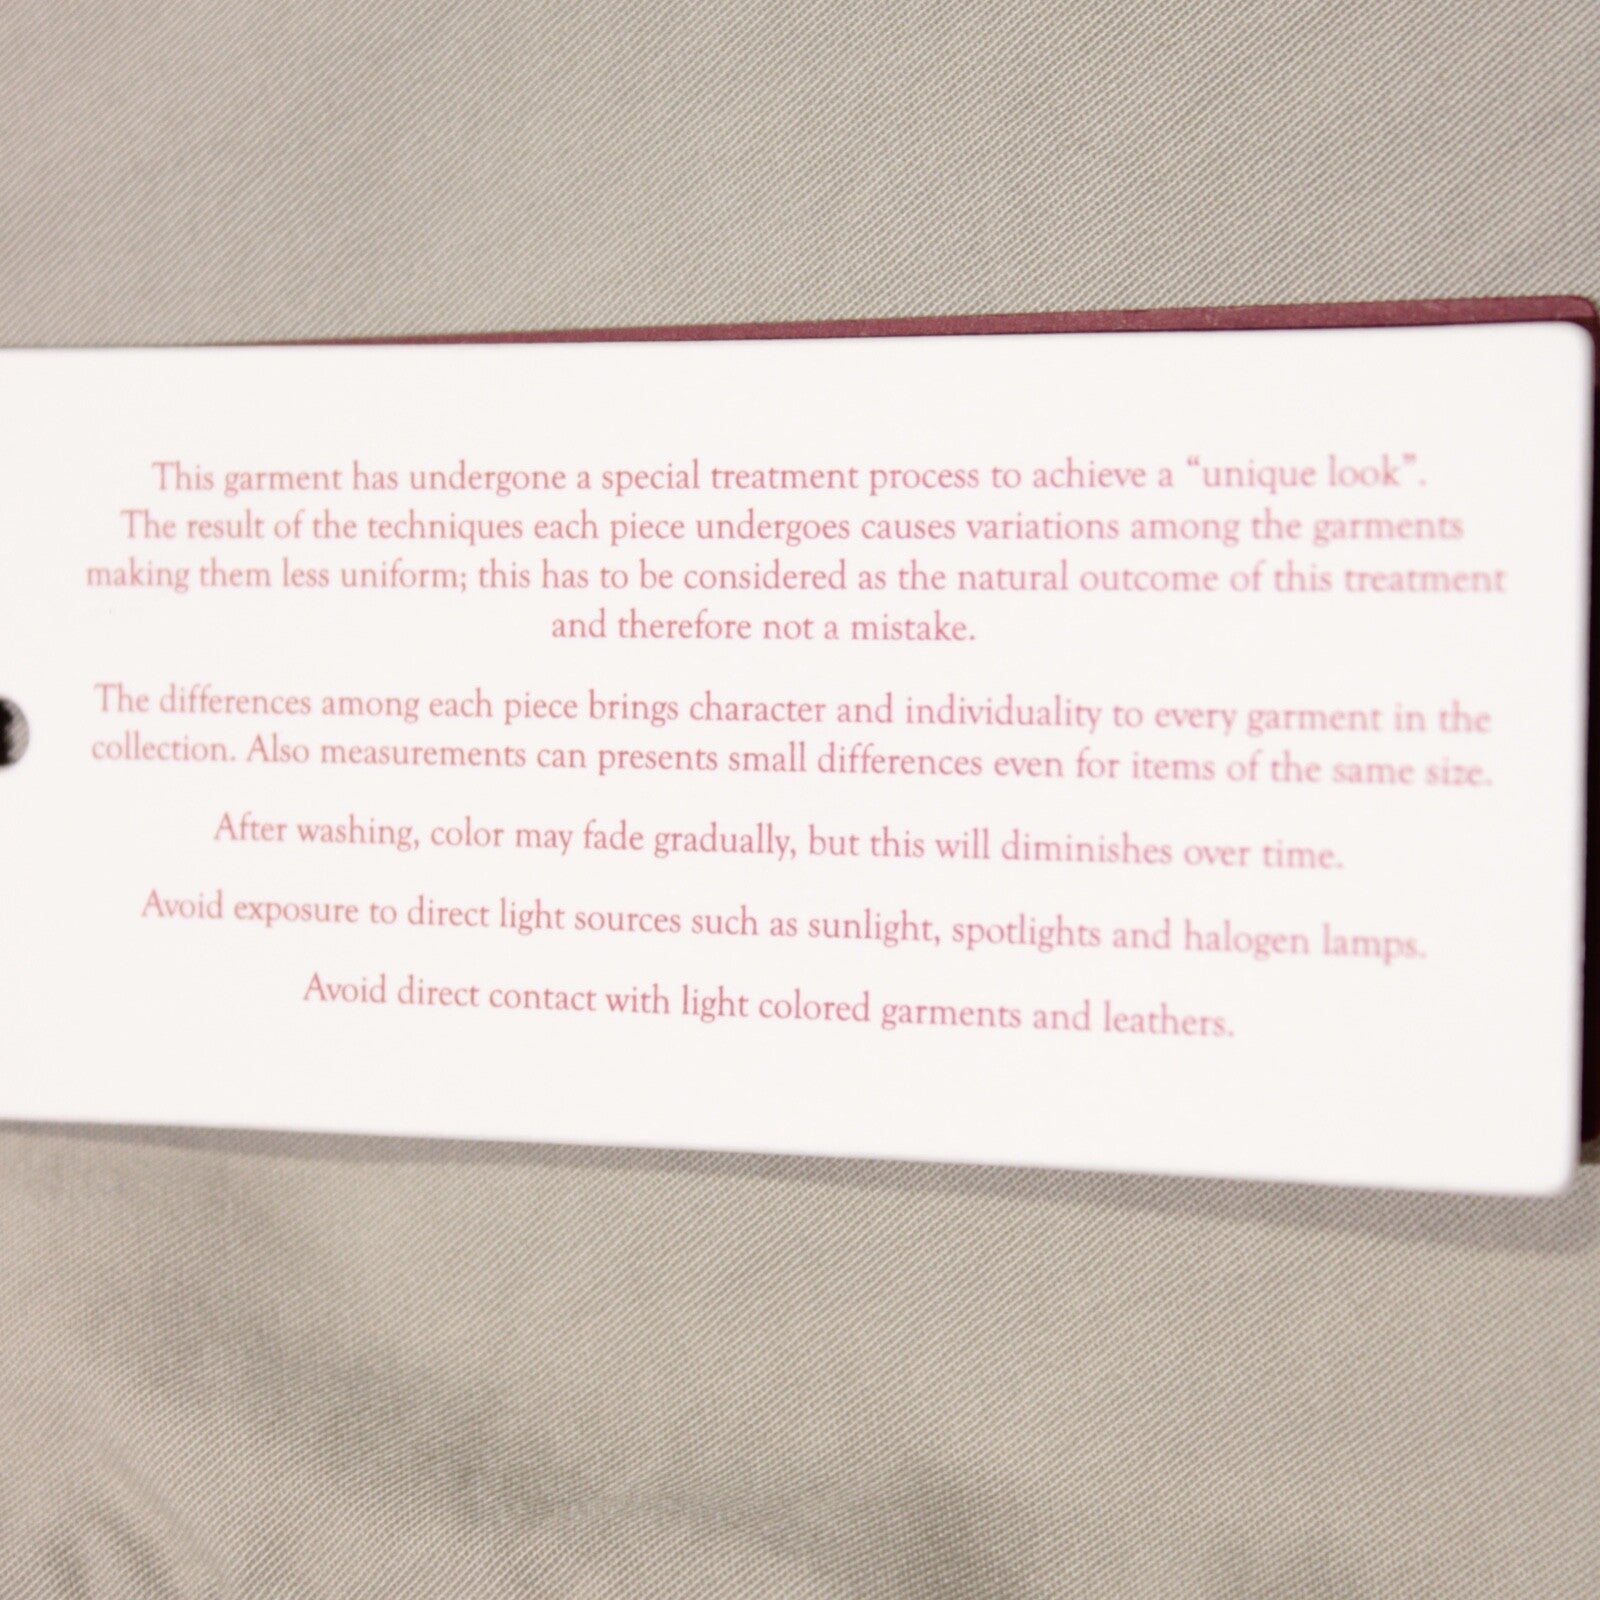 This garment has undergone a special treatment process to achieve a “unique look”.
The result of the techniques each piece undergoes causes variations among the garments
making them less uniform; this has to be considered as the natural outcome of this treatment
and therefore not a mistake.
The differences among each piece brings character and individuality to every garment in the
collection. Also measurements can presents small differences even for items of the same size.
After washing, color may fade gradually, but this will diminishes over time.
Avoid exposure to direct light sources such as sunlight, spotlights and halogen lamps.
Avoid direct contact with light colored garments and leathers.